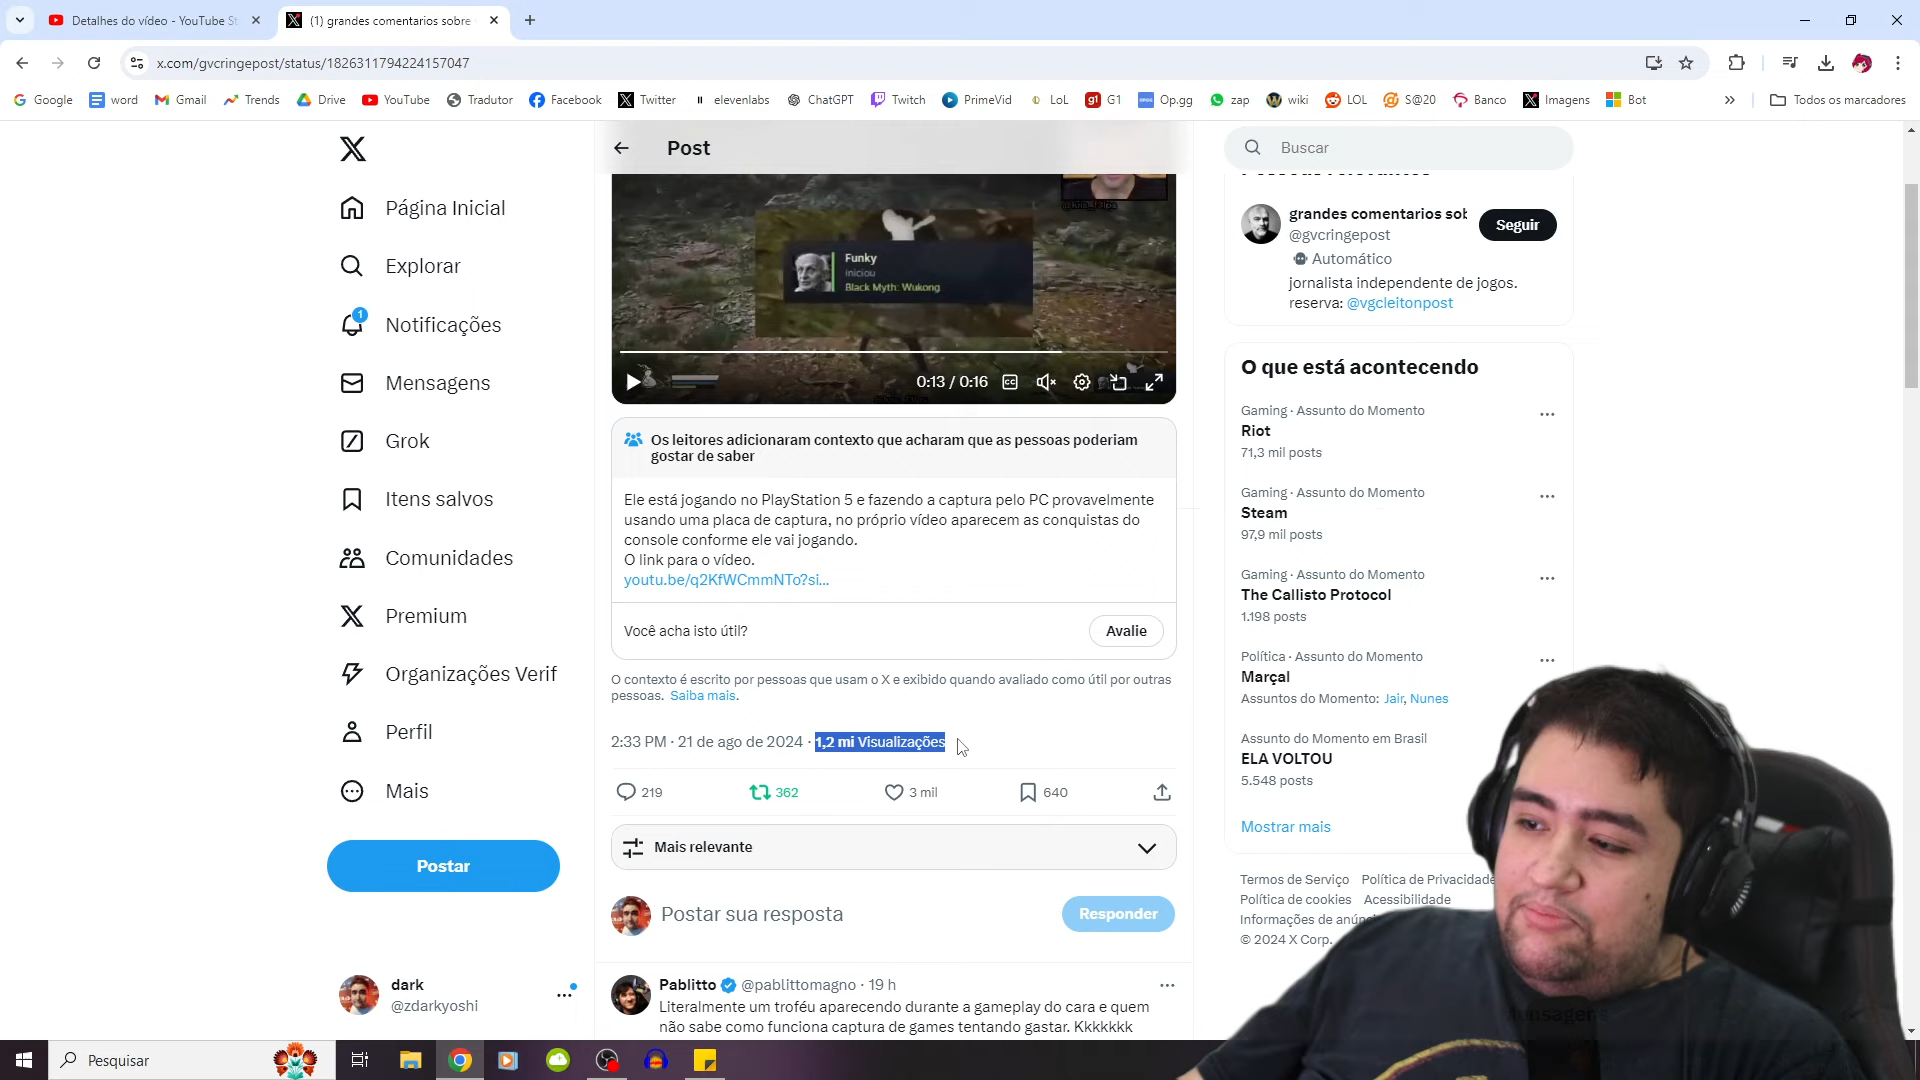 Detalhes do vídeo - YouTube St
(1) grandes comentarios sobre
x.com/gvcringepost/status/1826311794224157047
Google
word
Gmail
Trends
Drive
YouTube
Tradutor
Facebook
Twitter
elevenlabs
ChatGPT
Twitch
PrimeVid
LoL
G1
Op.gg
zap
wiki
LOL
S@20
Banco
Imagens
Bot
»
Todos os marcadores
Página Inicial
Explorar
1
Notificações
Mensagens
Grok
Itens salvos
Comunidades
Premium
Organizações Verif
Perfil
Mais
Postar
dark
@zdarkyoshi
Post
Funky
iniciou
Black Myth: Wukong
0:13 / 0:16
Os leitores adicionaram contexto que acharam que as pessoas poderiam
gostar de saber
Ele está jogando no PlayStation 5 e fazendo a captura pelo PC provavelmente
usando uma placa de captura, no próprio vídeo aparecem as conquistas do
console conforme ele vai jogando.
O link para o vídeo.
youtu.be/q2KfWCmmNTo?si...
Você acha isto útil?
Avalie
O contexto é escrito por pessoas que usam o X e exibido quando avaliado como útil por outras
pessoas. Saiba mais.
2:33 PM · 21 de ago de 2024 · 1,2 mi Visualizações
219
362
3 mil
640
Mais relevante
Postar sua resposta
Responder
Pablitto @pablittomagno · 19 h
Literalmente um troféu aparecendo durante a gameplay do cara e quem
não sabe como funciona captura de games tentando gastar. Kkkkkkk
Buscar
grandes comentarios sob
@gvcringepost
Automático
jornalista independente de jogos.
reserva: @vgcleitonpost
Seguir
O que está acontecendo
Gaming · Assunto do Momento
Riot
71,3 mil posts
Gaming · Assunto do Momento
Steam
97,9 mil posts
Gaming · Assunto do Momento
The Callisto Protocol
1.198 posts
Política · Assunto do Momento
Marçal
Assuntos do Momento: Jair, Nunes
Assunto do Momento em Brasil
ELA VOLTOU
5.548 posts
Mostrar mais
Termos de Serviço Política de Privacidade
Política de cookies Acessibilidade
Informações de anúnc
© 2024 X Corp.
Pesquisar